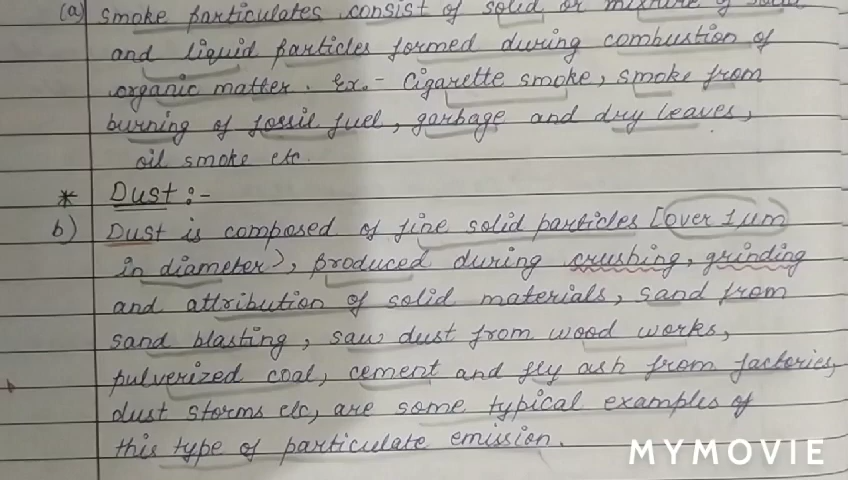 (a) smoke particulates consist of solid or mixture of solid
and liquid particles formed during combustion of
organic matter. Ex.- Cigarette smoke, smoke from
burning of fossil fuel, garbage and dry leaves,
oil smoke etc.
* Dust :-
b) Dust is composed of fine solid particles [over 1 μm
in diameter), produced during crushing, grinding
and attribution of solid materials, sand from
sand blasting, saw dust from wood works,
pulverized coal, cement and fly ash from factories,
dust storms etc, are some typical examples of
this type of particulate emission.
MYMOVIE